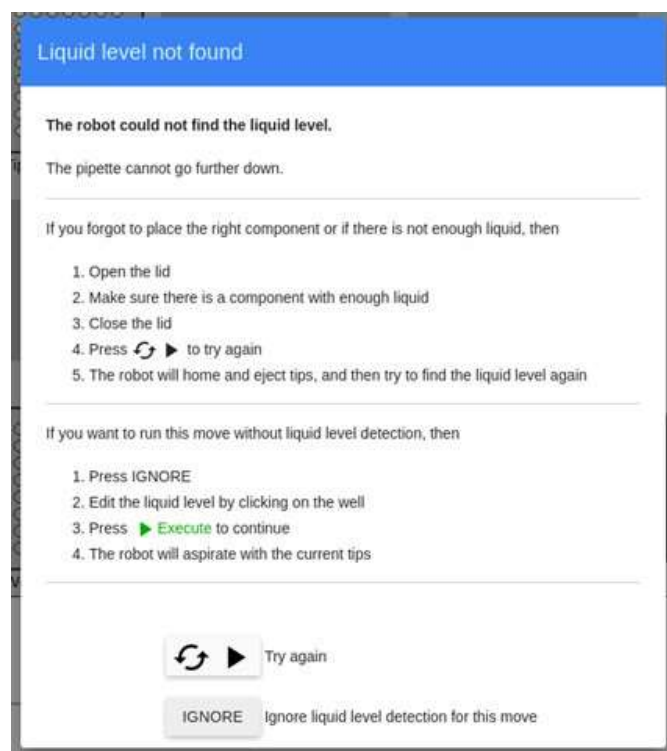 Liquid level not found
The robot could not find the liquid level.
The pipette cannot go further down.
If you forgot to place the right component or if there is not enough liquid, then
1. Open the lid
2. Make sure there is a component with enough liquid
3. Close the lid
4. Press to try again
5. The robot will home and eject tips, and then try to find the liquid level again
If you want to run this move without liquid level detection, then
1. Press IGNORE
2. Edit the liquid level by clicking on the well
3. Press Execute to continue
4. The robot will aspirate with the current tips
Try again
IGNORE Ignore liquid level detection for this move